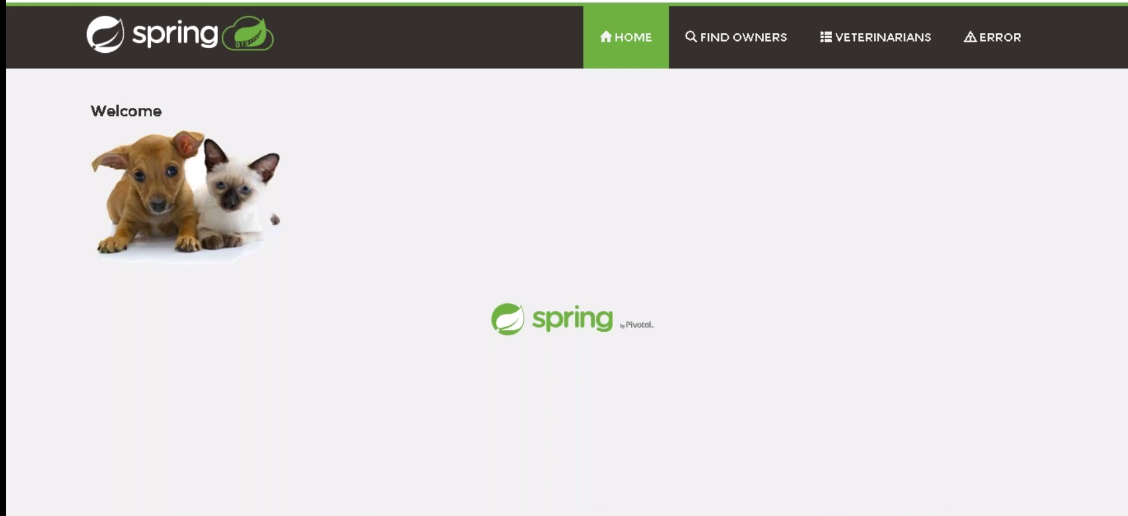 spring
HOME
FIND OWNERS
VETERINARIANS
ERROR
Welcome
spring by Pivotal.